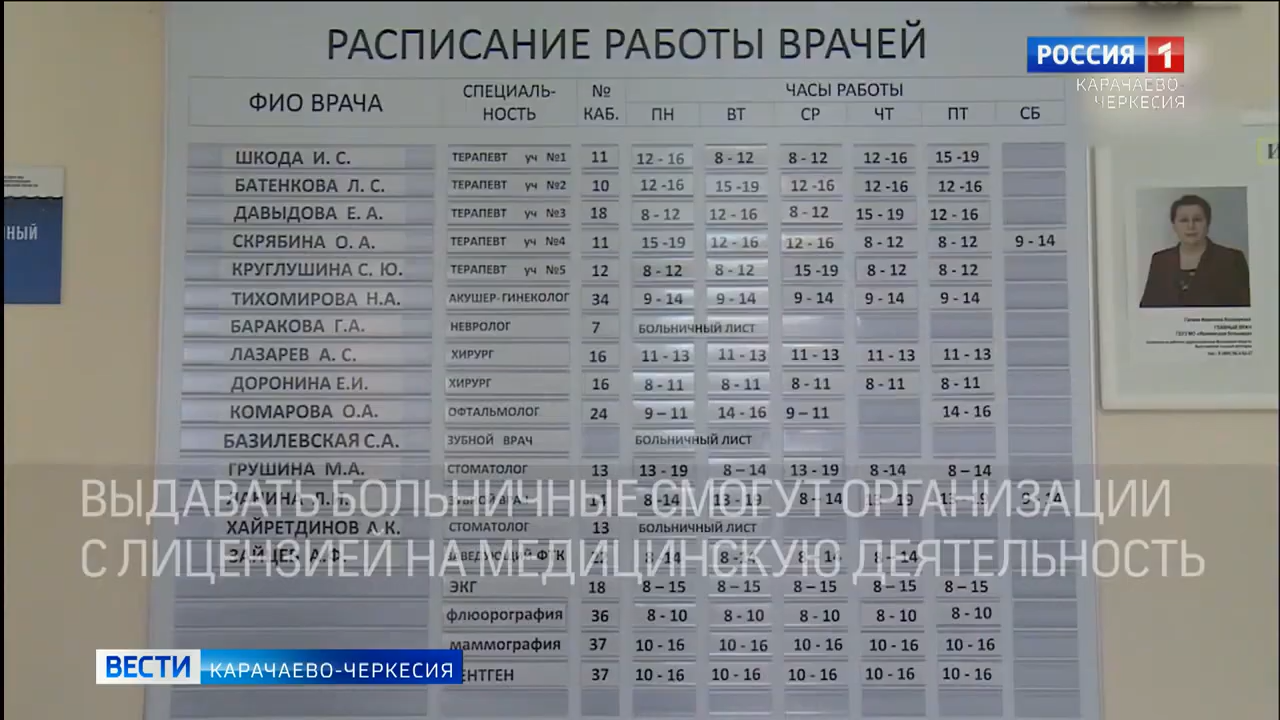 РАСПИСАНИЕ РАБОТЫ ВРАЧЕЙ
РОССИЯ 1
КАРАЧАЕВО-
ЧЕРКЕСИЯ
ФИО ВРАЧА СПЕЦИАЛЬ- НОСТЬ № КАБ. ЧАСЫ РАБОТЫ
ПН ВТ СР ЧТ ПТ СБ
ШКОДА И. С. ТЕРАПЕВТ уч №1 11 12 - 16 8 - 12 8 - 12 12 -16 15 -19
БАТЕНКОВА Л. С. ТЕРАПЕВТ уч №2 10 12 -16 15 -19 12 -16 12 -16 12 -16
ДАВЫДОВА Е. А. ТЕРАПЕВТ уч №3 18 8 - 12 12 - 16 8 - 12 15 - 19 12 - 16
СКРЯБИНА О. А. ТЕРАПЕВТ уч №4 11 15 -19 12 - 16 12 - 16 8 - 12 8 - 12 9 - 14
КРУГЛУШИНА С. Ю. ТЕРАПЕВТ уч №5 12 8 - 12 8 - 12 15 -19 8 - 12 8 - 12
ТИХОМИРОВА Н.А. АКУШЕР-ГИНЕКОЛОГ 34 9 - 14 9 - 14 9 - 14 9 - 14 9 - 14
БАРАКОВА Г.А. НЕВРОЛОГ 7 БОЛЬНИЧНЫЙ ЛИСТ
ЛАЗАРЕВ А. С. ХИРУРГ 16 11 - 13 11 - 13 11 - 13 11 - 13 11 - 13
ДОРОНИНА Е.И. ХИРУРГ 16 8 - 11 8 - 11 8 - 11 8 - 11 8 - 11
КОМАРОВА О.А. ОФТАЛЬМОЛОГ 24 9 – 11 14 - 16 9 – 11 14 - 16
БАЗИЛЕВСКАЯ С.А. ЗУБНОЙ ВРАЧ БОЛЬНИЧНЫЙ ЛИСТ
ГРУШИНА М.А. СТОМАТОЛОГ 13 13 - 19 8 – 14 13 - 19 8 -14 8 – 14
ВЫДАВАТЬ БОЛЬНИЧНЫЕ СМОГУТ ОРГАНИЗАЦИИ
ХАЙРЕТДИНОВ А.К. СТОМАТОЛОГ 13 БОЛЬНИЧНЫЙ ЛИСТ
С ЛИЦЕНЗИЕЙ НА МЕДИЦИНСКУЮ ДЕЯТЕЛЬНОСТЬ
ЭКГ 18 8 – 15 8 – 15 8 – 15 8 – 15 8 – 15
флюорография 36 8 - 10 8 - 10 8 - 10 8 - 10 8 - 10
маммография 37 10 - 16 10 - 16 10 - 16 10 - 16 10 - 16
ЕНТГЕН 37 10 - 16 10 - 16 10 - 16 10 - 16 10 - 16
ВЕСТИ КАРАЧАЕВО-ЧЕРКЕСИЯ